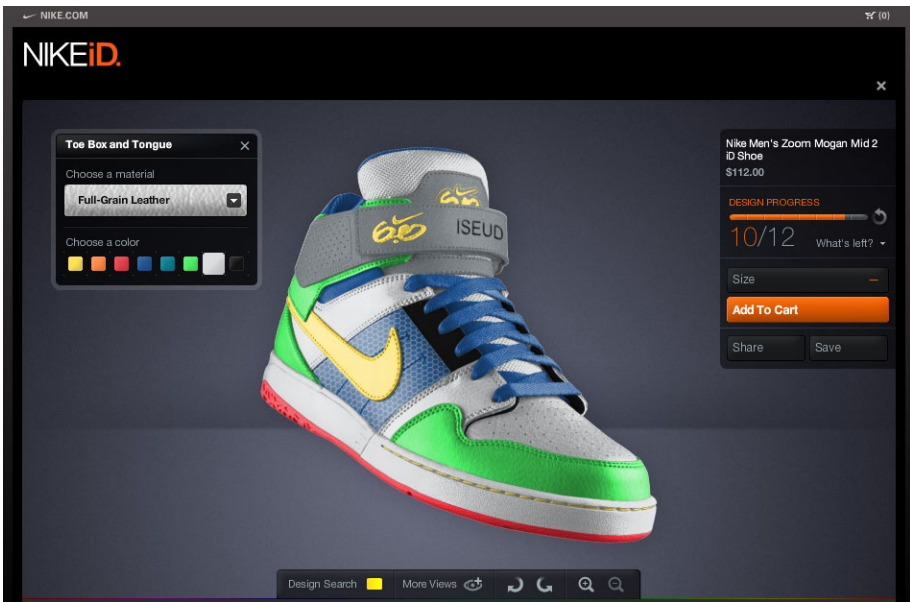 NIKE.COM
(0)
NIKEiD.
Toe Box and Tongue
Choose a material
Full-Grain Leather
Choose a color
6.0
6.0
ISEUD
Nike Men's Zoom Mogan Mid 2
iD Shoe
$112.00
DESIGN PROGRESS
10/12
What's left?
Size
Add To Cart
Share
Save
Design Search
More Views